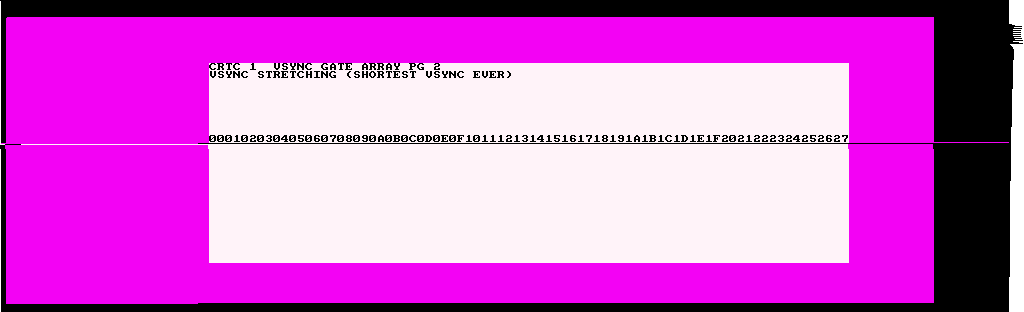 CRTC 1  VSYNC GATE ARRAY PG 2
VSYNC STRETCHING (SHORTEST VSYNC EVER)
000102030405060708090A0B0C0D0E0F101112131415161718191A1B1C1D1E1F2021222324252627